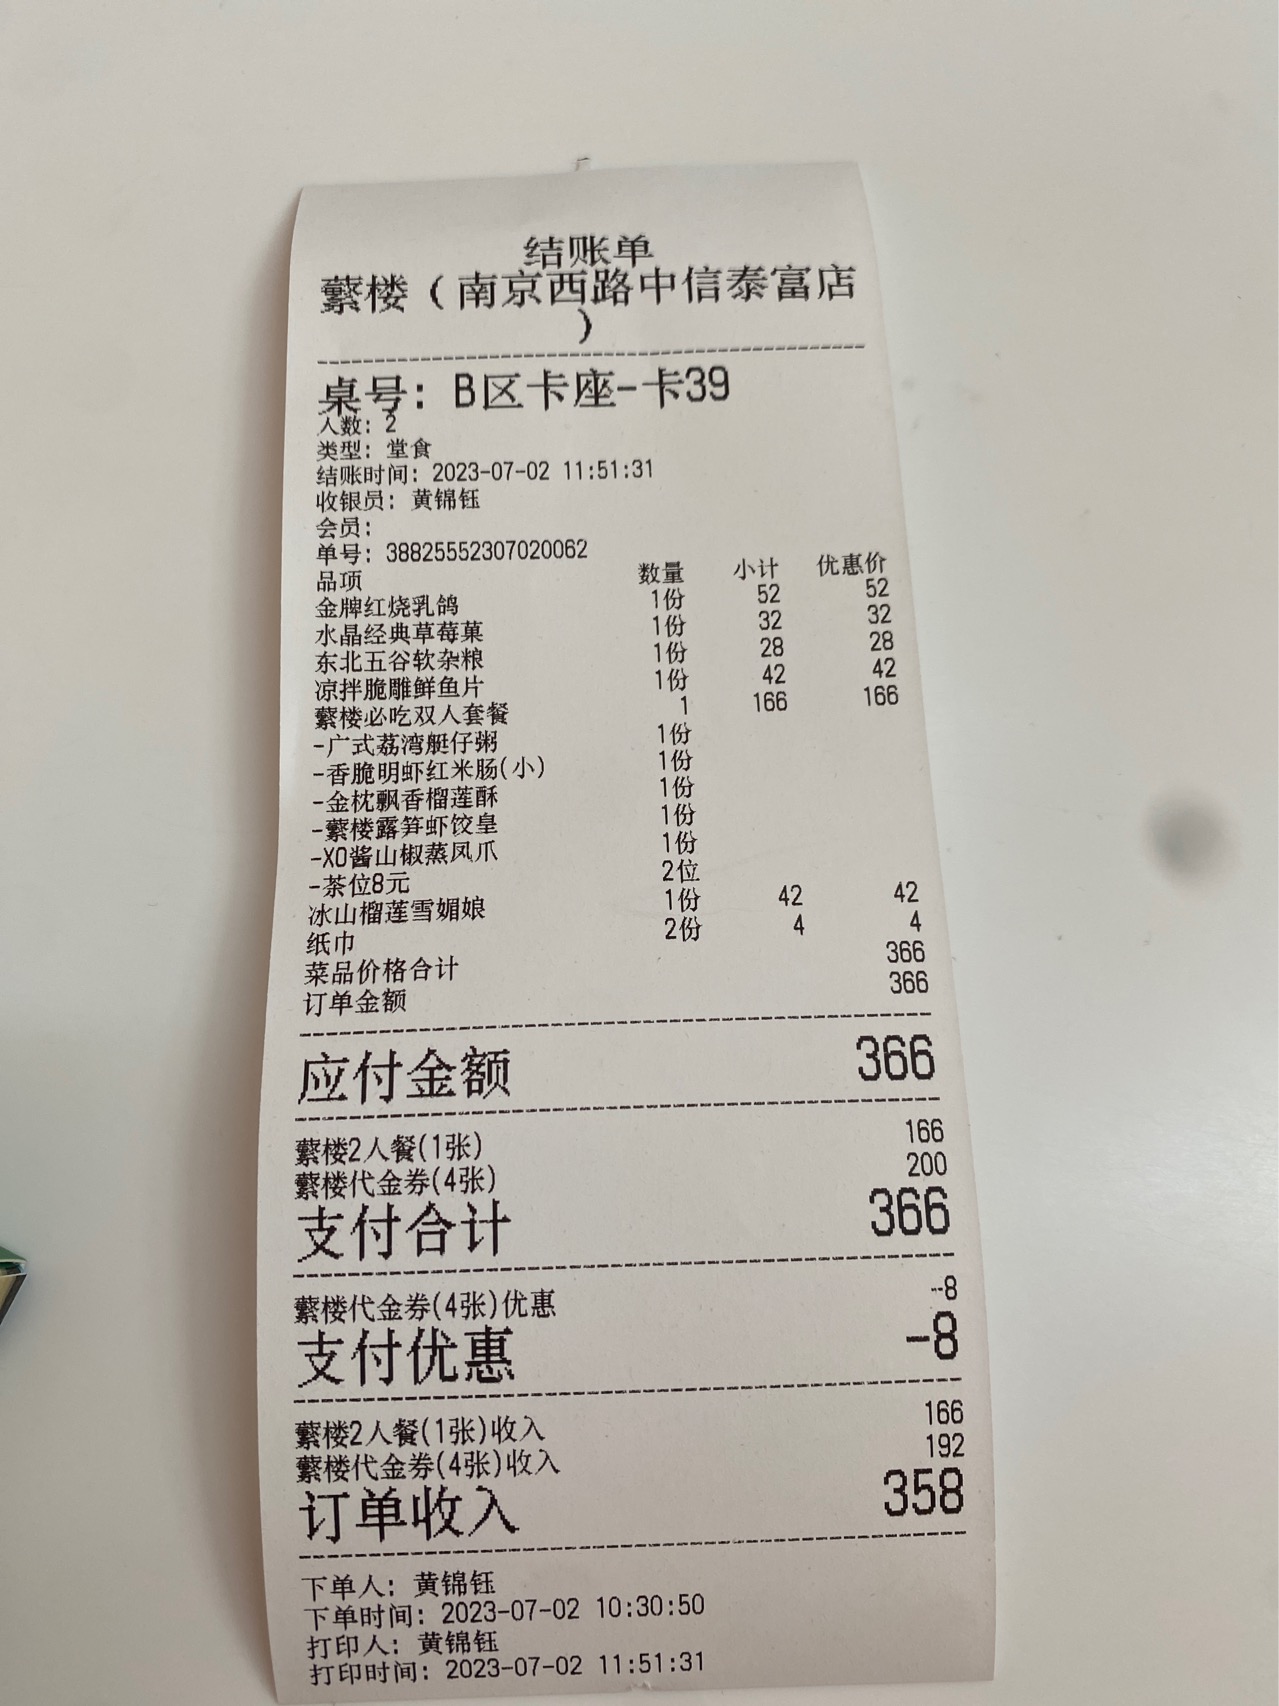 结账单
蘩楼（南京西路中信泰富店
）
桌号：B区卡座-卡39
人数：2
类型：堂食
结账时间：2023-07-02 11:51:31
收银员：黄锦钰
会员：
单号：38825552307020062
品项 数量 小计 优惠价
金牌红烧乳鸽 1份 52 52
水晶经典草莓菓 1份 32 32
东北五谷软杂粮 1份 28 28
凉拌脆雕鲜鱼片 1份 42 42
蘩楼必吃双人套餐 1 166 166
-广式荔湾艇仔粥 1份
-香脆明虾红米肠(小) 1份
-金枕飘香榴莲酥 1份
-蘩楼露笋虾饺皇 1份
-XO酱山椒蒸凤爪 1份
-茶位8元 2位
冰山榴莲雪媚娘 1份 42 42
纸巾 2份 4 4
菜品价格合计 366
订单金额 366
应付金额 366
蘩楼2人餐(1张) 166
蘩楼代金券(4张) 200
支付合计 366
蘩楼代金券(4张)优惠 --8
支付优惠 -8
蘩楼2人餐(1张)收入 166
蘩楼代金券(4张)收入 192
订单收入 358
下单人：黄锦钰
下单时间：2023-07-02 10:30:50
打印人：黄锦钰
打印时间：2023-07-02 11:51:31